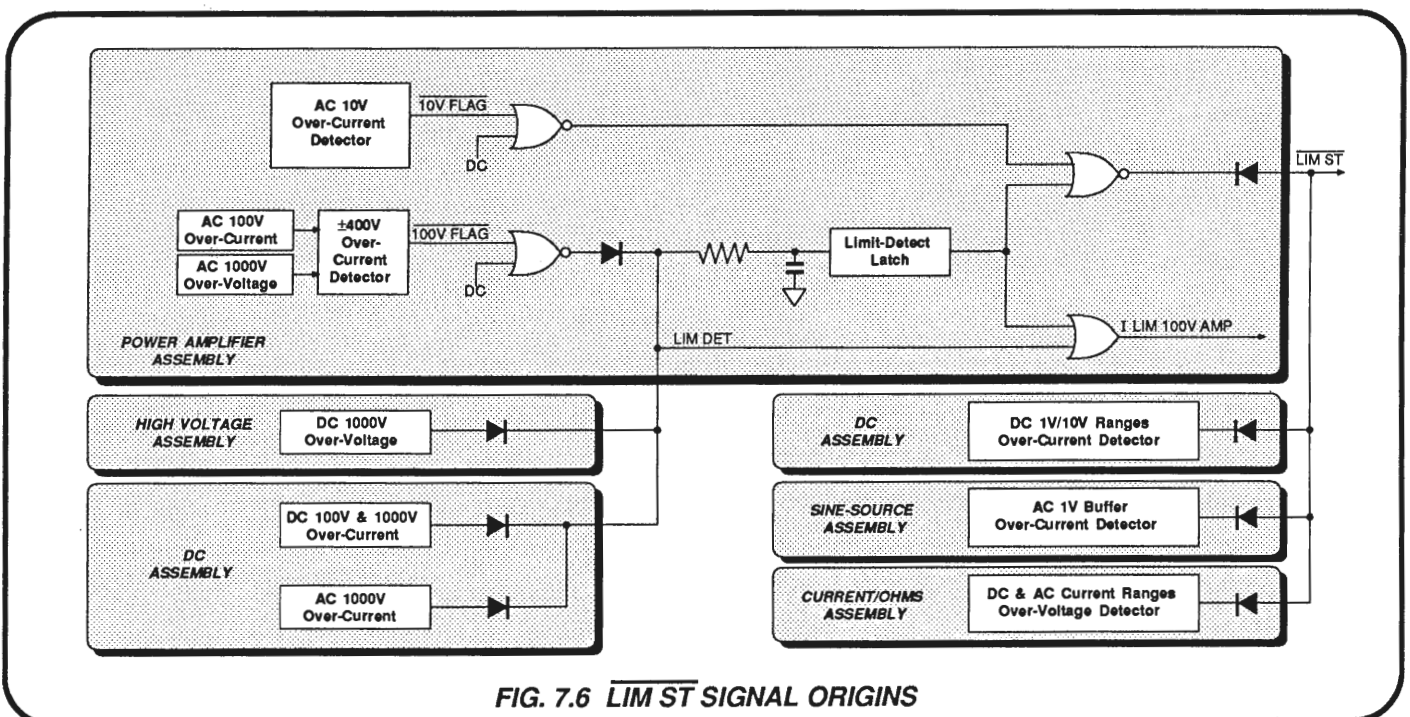 AC 10V
Over-Current
Detector
10V FLAG
DC
LIM ST
AC 100V
Over-Current
AC 1000V
Over-Voltage
±400V
Over-
Current
Detector
100V FLAG
DC
Limit-Detect
Latch
LIM DET
I LIM 100V AMP
POWER AMPLIFIER
ASSEMBLY
HIGH VOLTAGE
ASSEMBLY
DC 1000V
Over-Voltage
DC
ASSEMBLY
DC 1V/10V Ranges
Over-Current Detector
DC
ASSEMBLY
DC 100V & 1000V
Over-Current
AC 1000V
Over-Current
SINE-SOURCE
ASSEMBLY
AC 1V Buffer
Over-Current Detector
CURRENT/OHMS
ASSEMBLY
DC & AC Current Ranges
Over-Voltage Detector
FIG. 7.6 LIM ST SIGNAL ORIGINS